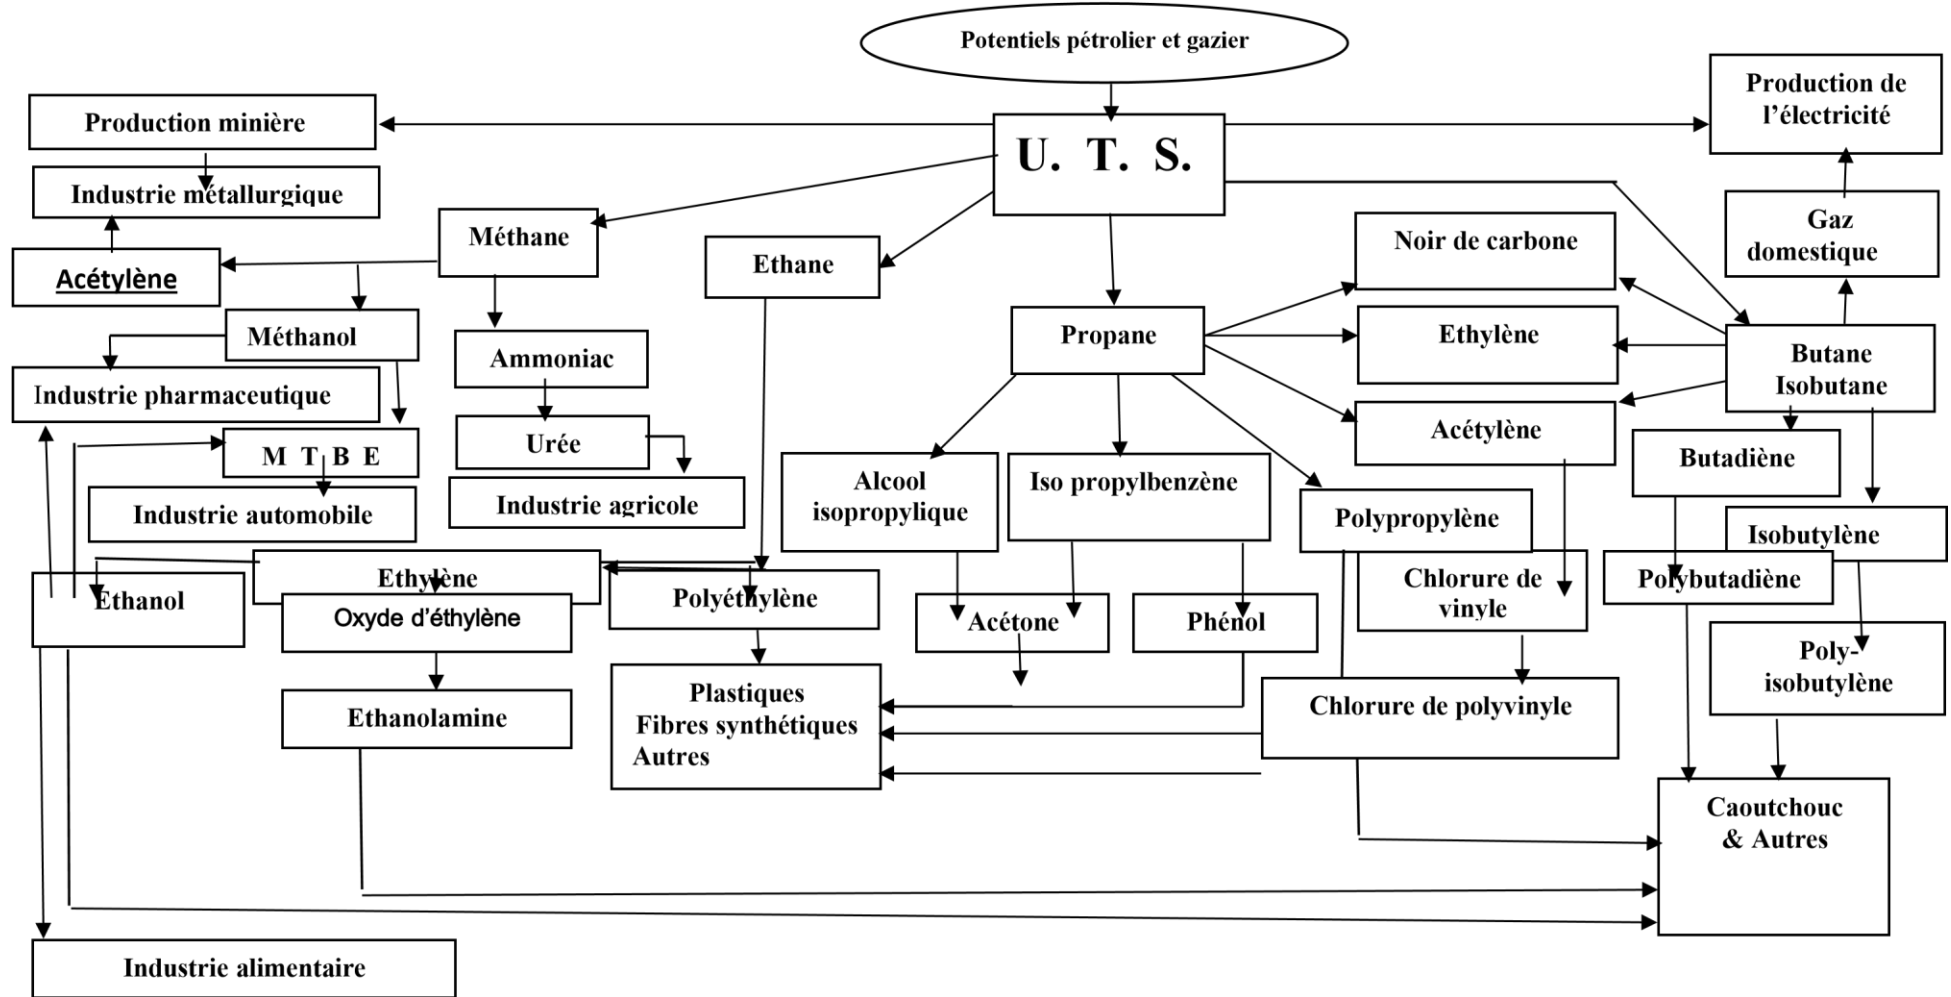 Potentiels pétrolier et gazier
Production de
l'électricité
Production minière
U. T. S.
Industrie métallurgique
Méthane
Noir de carbone
Gaz
domestique
Ethane
Acétylène
Méthanol
Propane
Ethylène
Butane
Isobutane
Ammoniac
Industrie pharmaceutique
Acétylène
Urée
M T B E
Butadiène
Alcool
isopropylique
Iso propylbenzène
Industrie automobile
Industrie agricole
Polypropylène
Isobutylène
Ethylène
Chlorure de
vinyle
Polybutadiène
Ethanol
Polyéthylène
Oxyde d'éthylène
Acétone
Phénol
Poly-
isobutylène
Plastiques
Fibres synthétiques
Autres
Ethanolamine
Chlorure de polyvinyle
Caoutchouc
& Autres
Industrie alimentaire